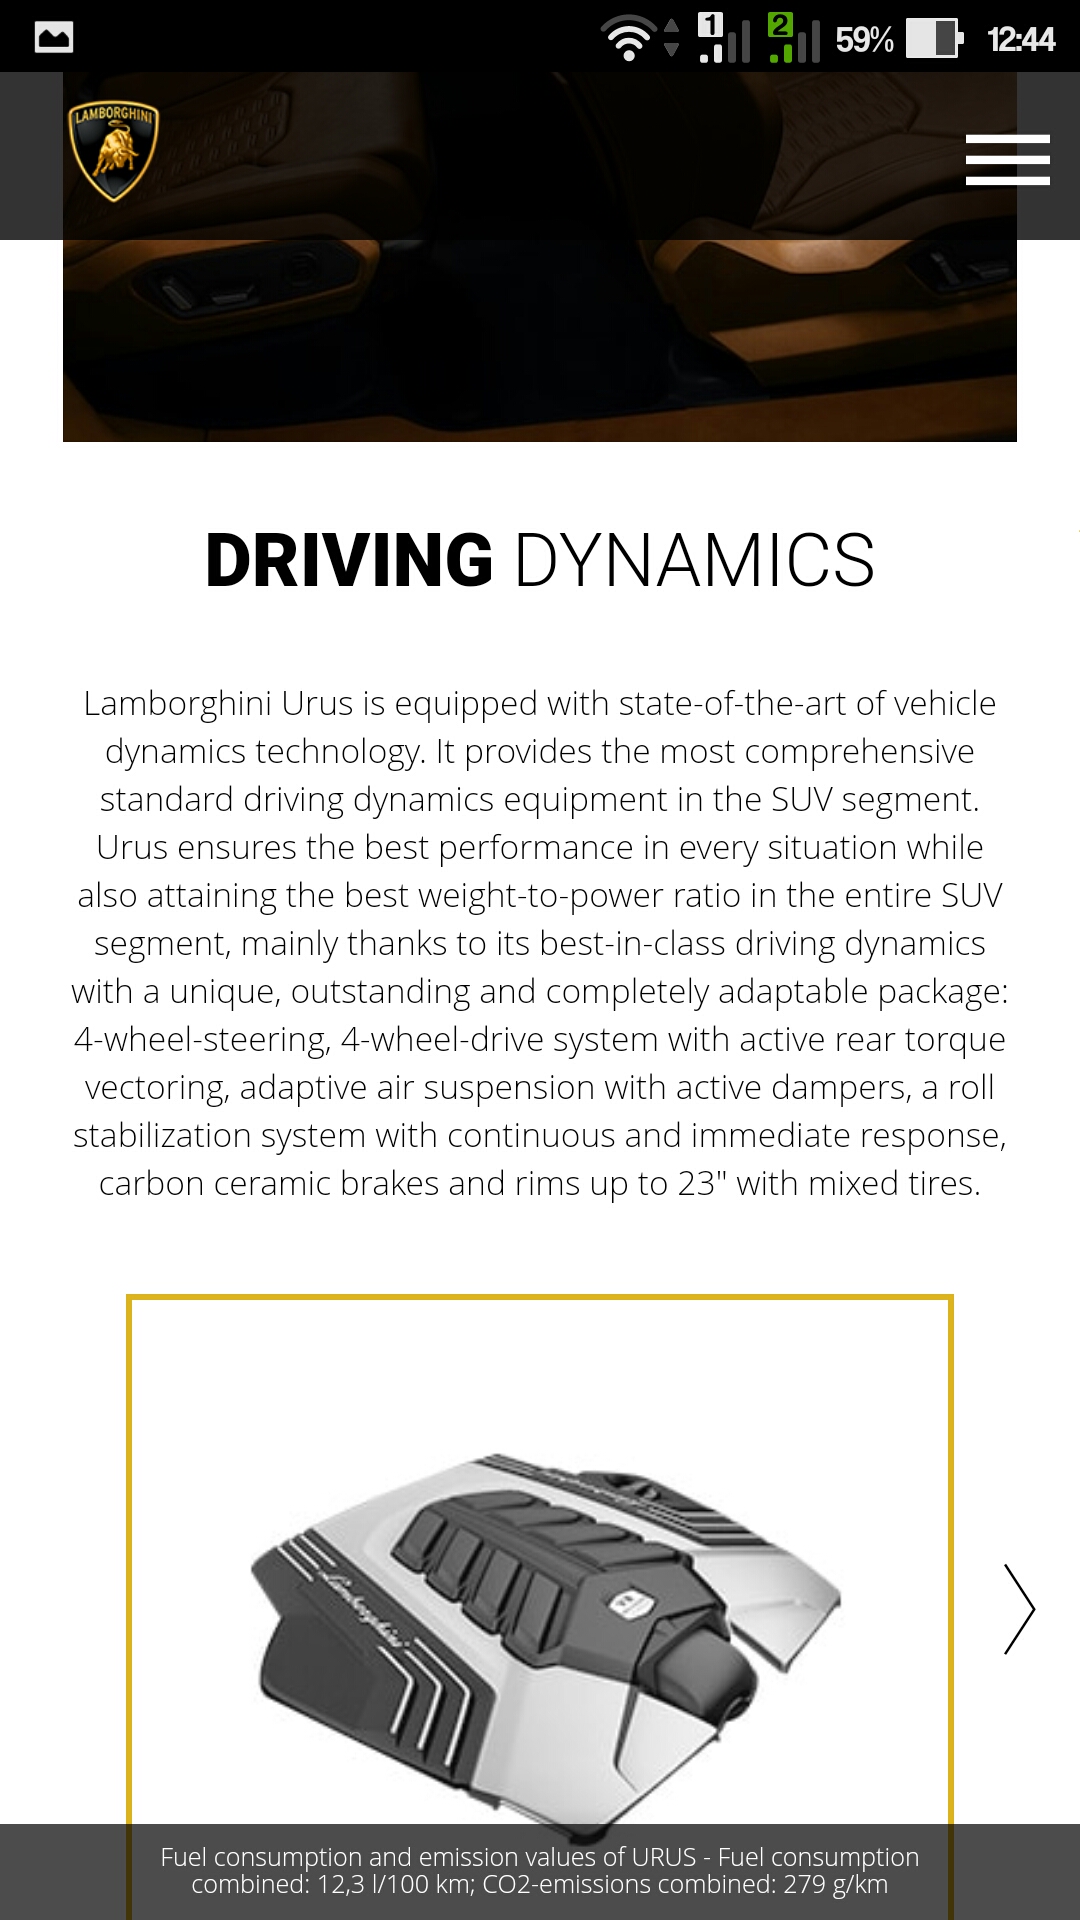 1 2 59% 12:44
LAMBORGHINI
DRIVING DYNAMICS
Lamborghini Urus is equipped with state-of-the-art of vehicle
dynamics technology. It provides the most comprehensive
standard driving dynamics equipment in the SUV segment.
Urus ensures the best performance in every situation while
also attaining the best weight-to-power ratio in the entire SUV
segment, mainly thanks to its best-in-class driving dynamics
with a unique, outstanding and completely adaptable package:
4-wheel-steering, 4-wheel-drive system with active rear torque
vectoring, adaptive air suspension with active dampers, a roll
stabilization system with continuous and immediate response,
carbon ceramic brakes and rims up to 23" with mixed tires.
Lamborghini
Fuel consumption and emission values of URUS - Fuel consumption
combined: 12,3 l/100 km; CO2-emissions combined: 279 g/km